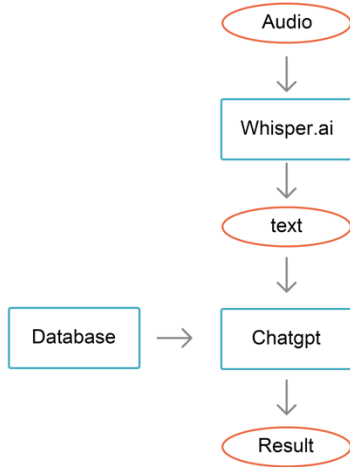 Audio
Whisper.ai
text
Database
Chatgpt
Result